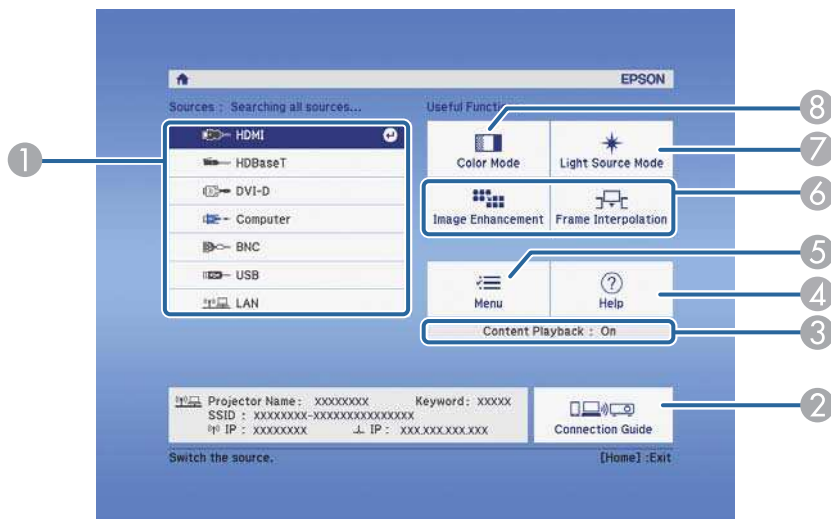 EPSON
Sources : Searching all sources...
HDMI
HDBaseT
DVI-D
Computer
BNC
USB
LAN
Useful Functi
Color Mode
Light Source Mode
Image Enhancement
Frame Interpolation
Menu
Help
Content Playback : On
Projector Name : XXXXXXXX Keyword : XXXXX
SSID : XXXXXXXX-XXXXXXXXXXXXXXX
IP : XXXXXXXX IP : XXX.XXX.XXX.XXX
Connection Guide
Switch the source.
[Home] :Exit
1
8
7
6
5
4
3
2